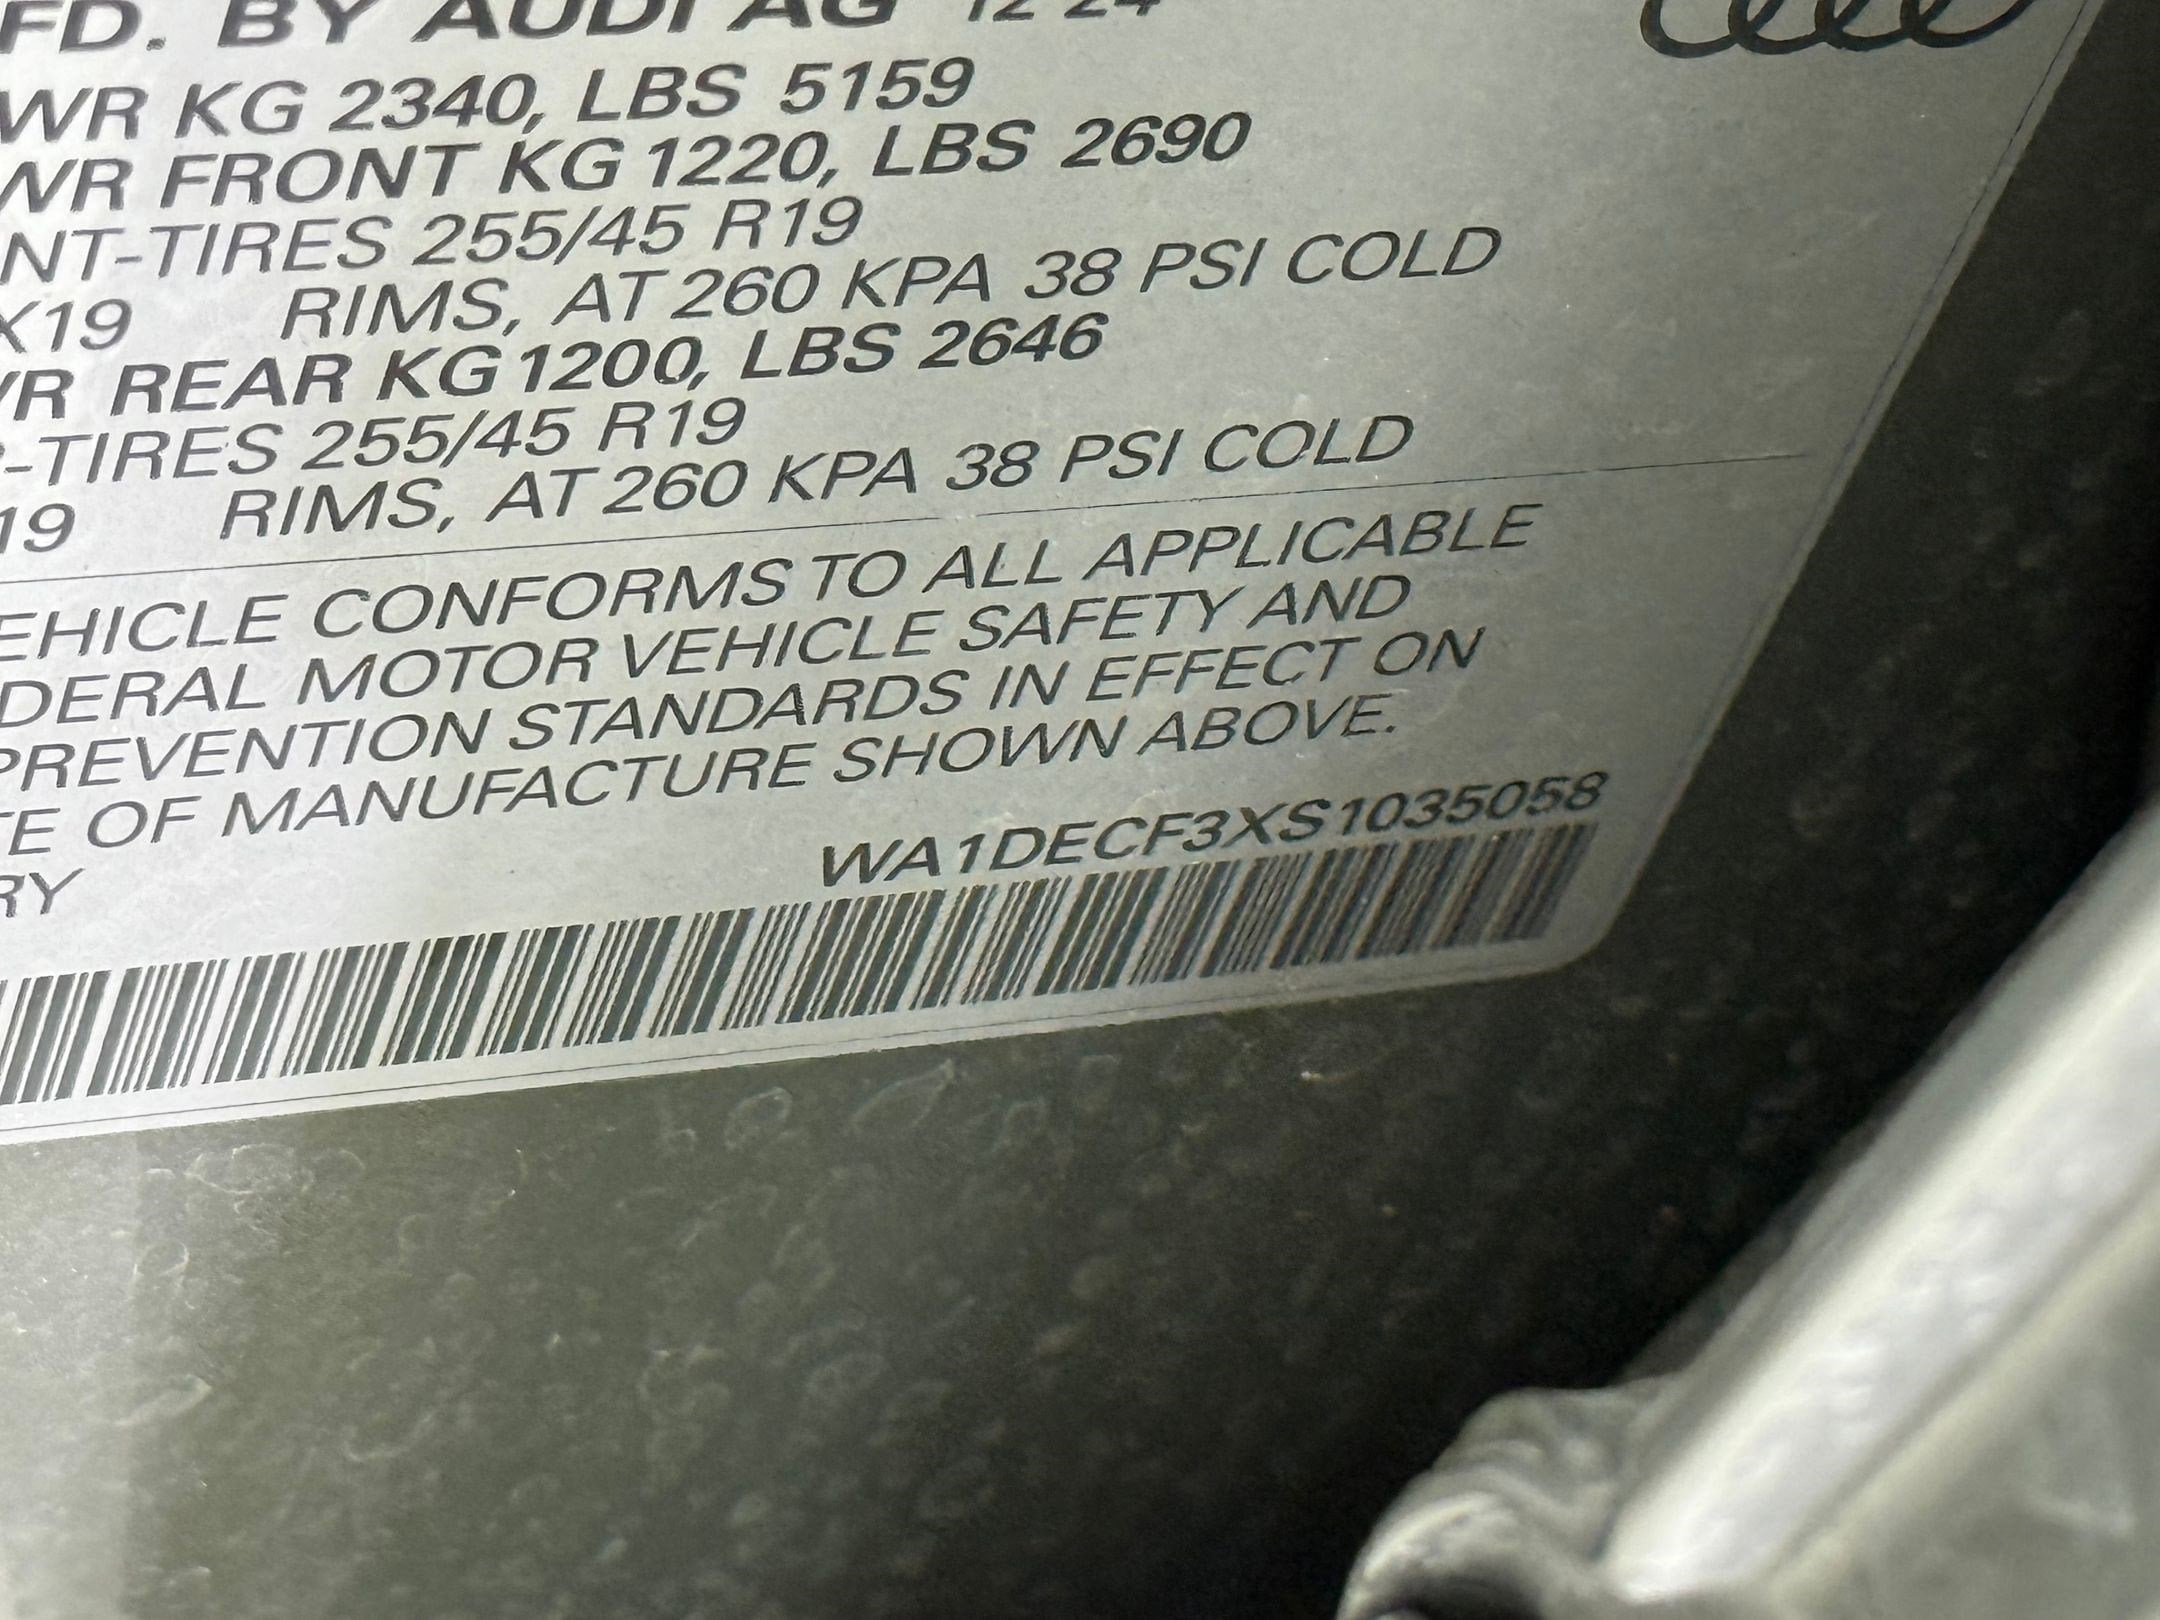 FD. BY AUDI AG 12 24
WR KG 2340, LBS 5159
WR FRONT KG 1220, LBS 2690
NT-TIRES 255/45 R19
X19 RIMS, AT 260 KPA 38 PSI COLD
R REAR KG 1200, LBS 2646
-TIRES 255/45 R19
19 RIMS, AT 260 KPA 38 PSI COLD
EHICLE CONFORMS TO ALL APPLICABLE
DERAL MOTOR VEHICLE SAFETY AND
PREVENTION STANDARDS IN EFFECT ON
TE OF MANUFACTURE SHOWN ABOVE.
WA1DECF3XS1035058
RY